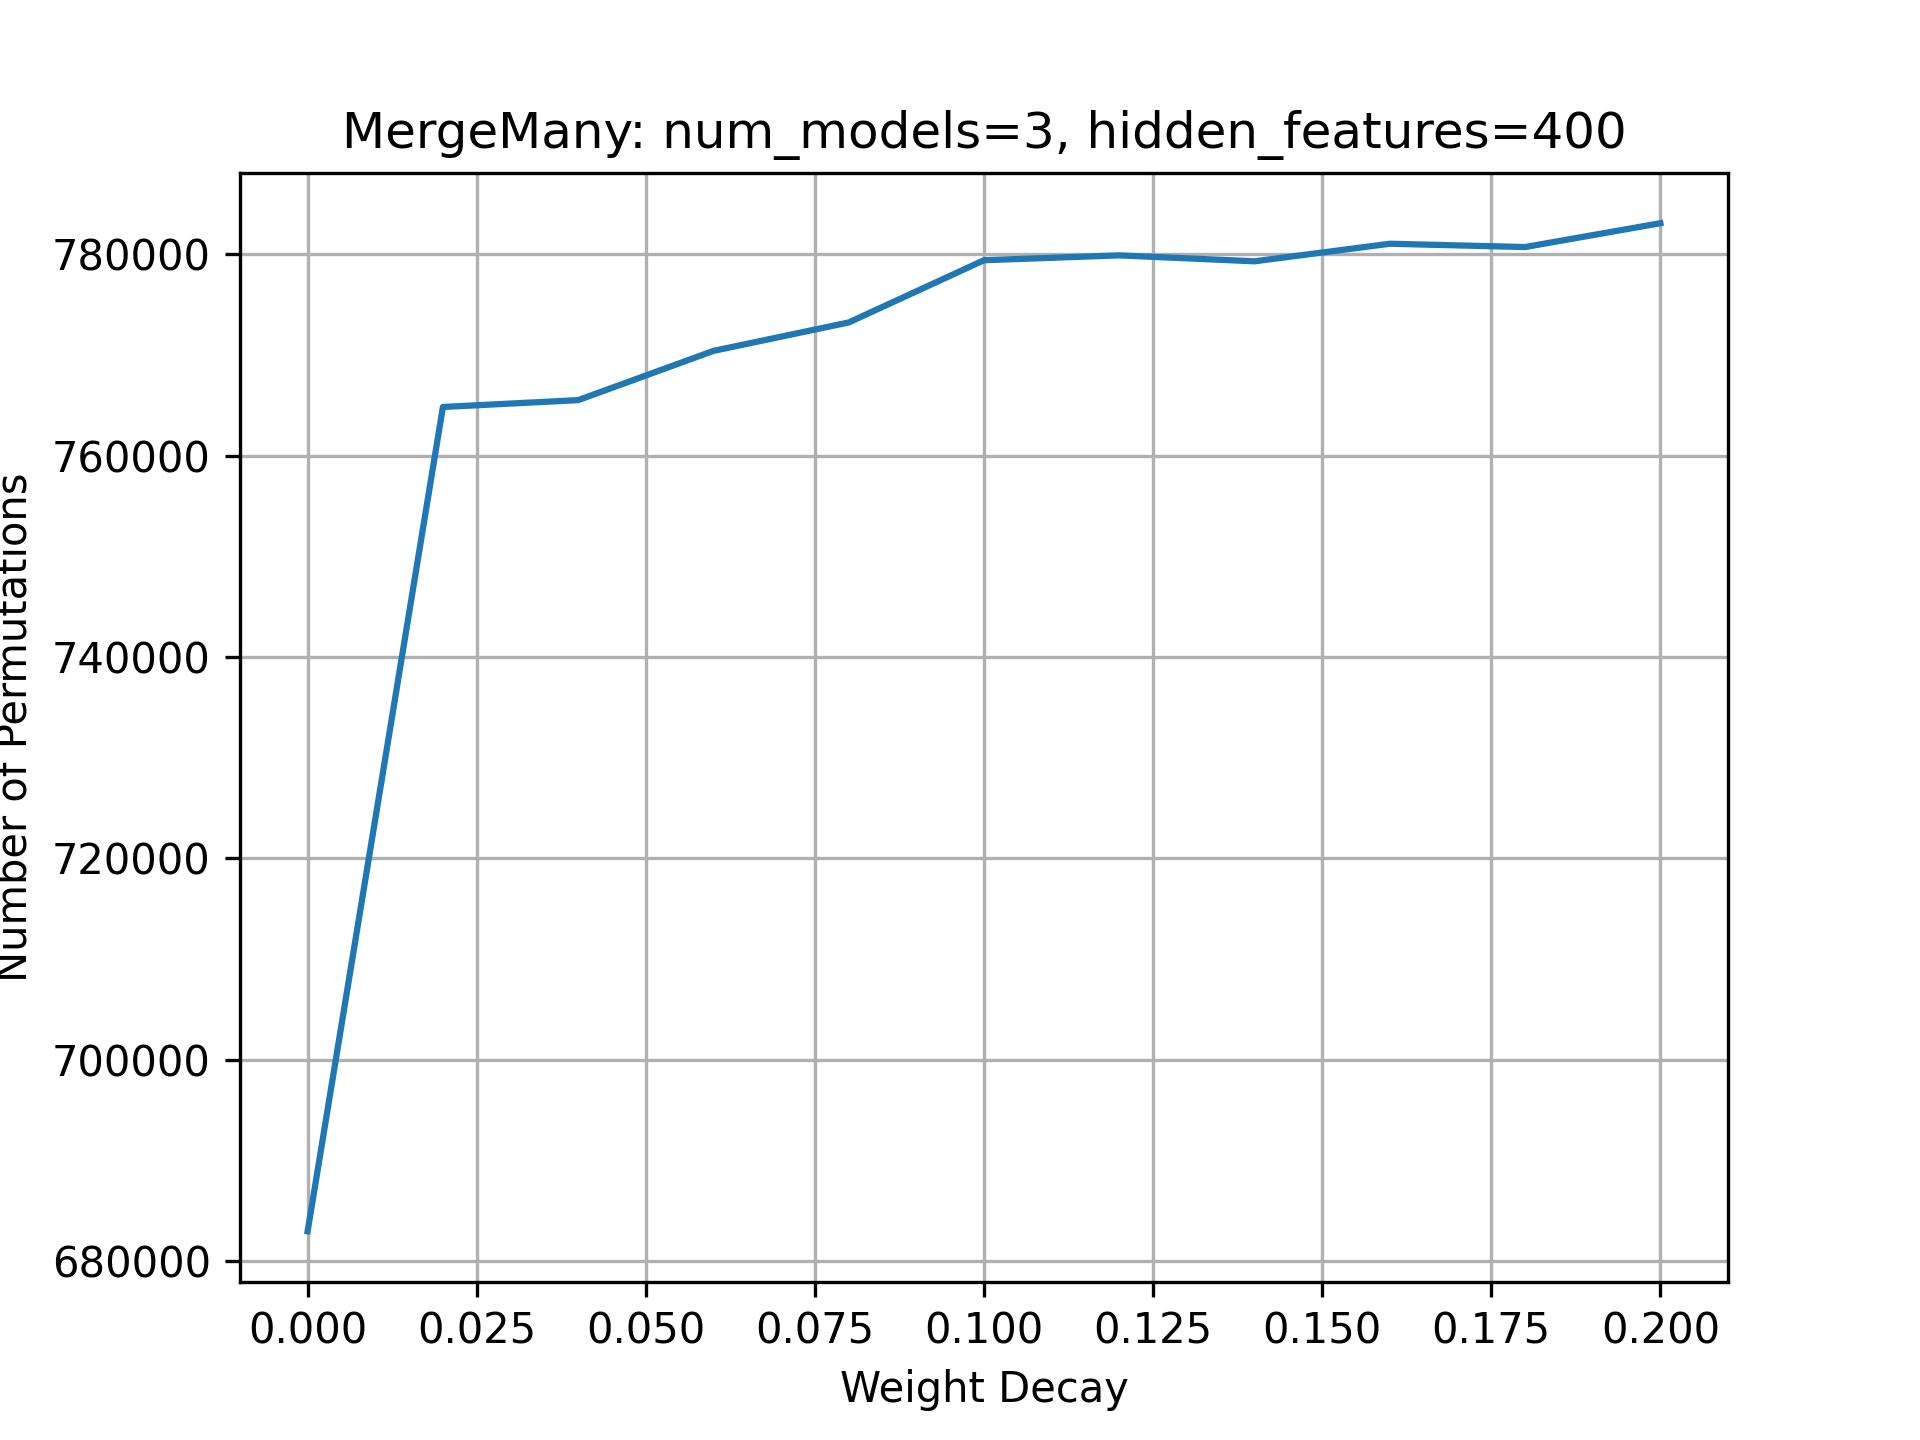 MergeMany: num_models=3, hidden_features=400
Number of Permutations
780000
760000
740000
720000
700000
680000
0.000 0.025 0.050 0.075 0.100 0.125 0.150 0.175 0.200
Weight Decay